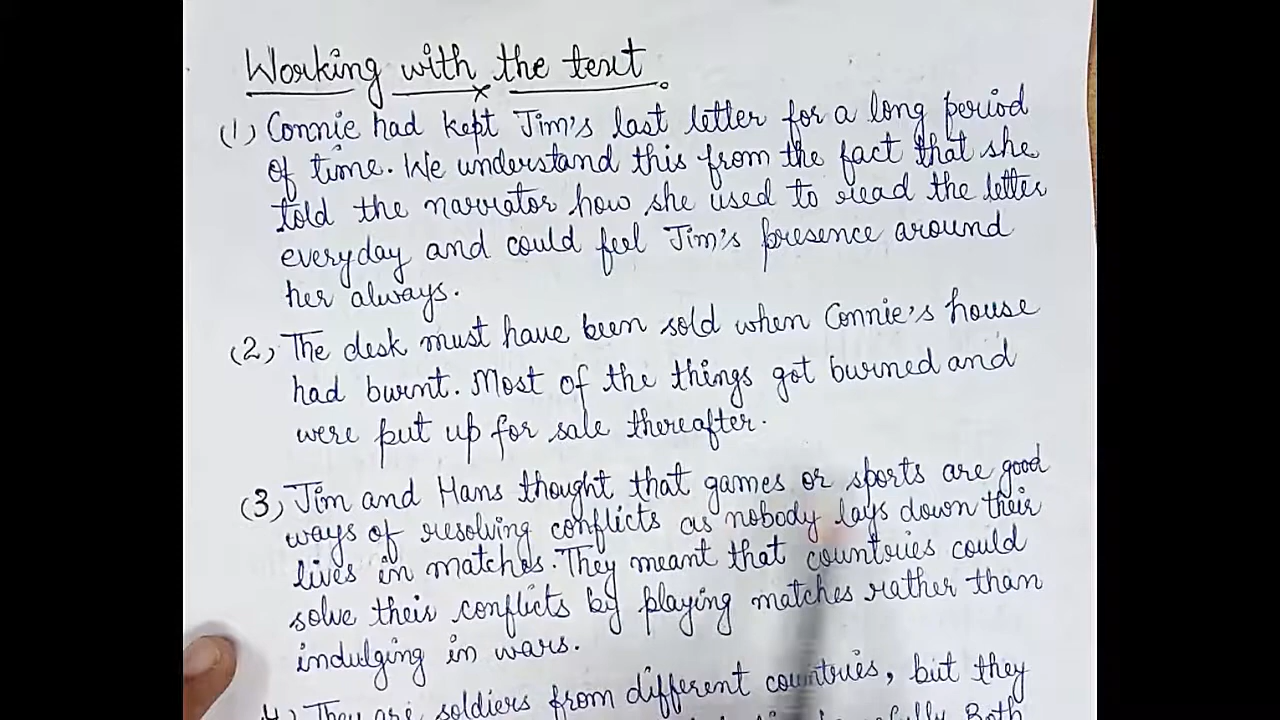 Working with the text.
(1) Connie had kept Jim's last letter for a long period
of time. We understand this from the fact that she
told the narrator how she used to read the letter
everyday and could feel Jim's presence around
her always.
(2) The desk must have been sold when Connie's house
had burnt. Most of the things got burned and
were put up for sale thereafter.
(3) Jim and Hans thought that games or sports are good
ways of resolving conflicts as nobody lays down their
lives in matches. They meant that countries could
solve their conflicts by playing matches rather than
indulging in wars.
4) They are soldiers from different countries, but they
Both